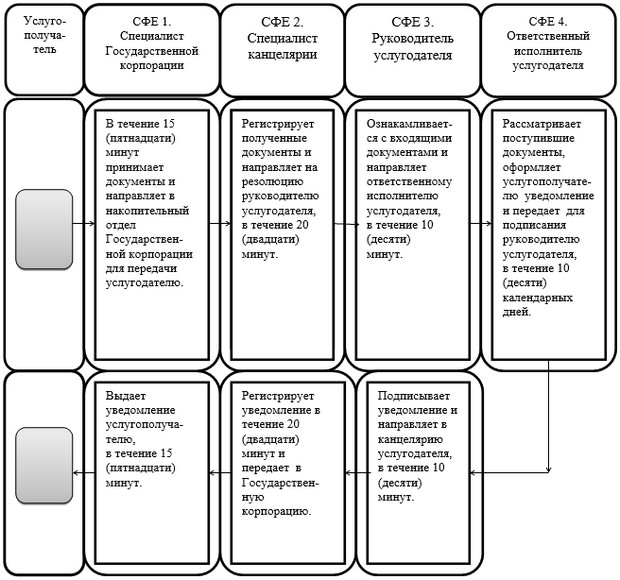 Услуго-
получа-
тель
СФЕ 1.
Специалист
Государственной
корпорации
СФЕ 2.
Специалист
канцелярии
СФЕ 3.
Руководитель
услугодателя
СФЕ 4.
Ответственный
исполнитель
услугодателя
В течение 15
(пятнадцати)
минут
принимает
документы и
направляет в
накопительный
отдел
Государствен-
ной корпорации
для передачи
услугодателю.
Регистрирует
полученные
документы и
направляет на
резолюцию
руководителю
услугодателя,
в течение 20
(двадцати)
минут.
Ознакамливает-
ся с входящими
документами и
направляет
ответственному
исполнителю
услугодателя,
в течение 10
(десяти)
минут.
Рассматривает
поступившие
документы,
оформляет
услугополучате-
лю уведомление
и передает для
подписания
руководителю
услугодателя,
в течение 10
(десяти)
календарных
дней.
Выдает
уведомление
услугополуча-
телю,
в течение 15
(пятнадцати)
минут.
Регистрирует
уведомление в
течение 20
(двадцати)
минут и
передает в
Государствен-
ную
корпорацию.
Подписывает
уведомление и
направляет в
канцелярию
услугодателя,
в течение 10
(десяти)
минут.